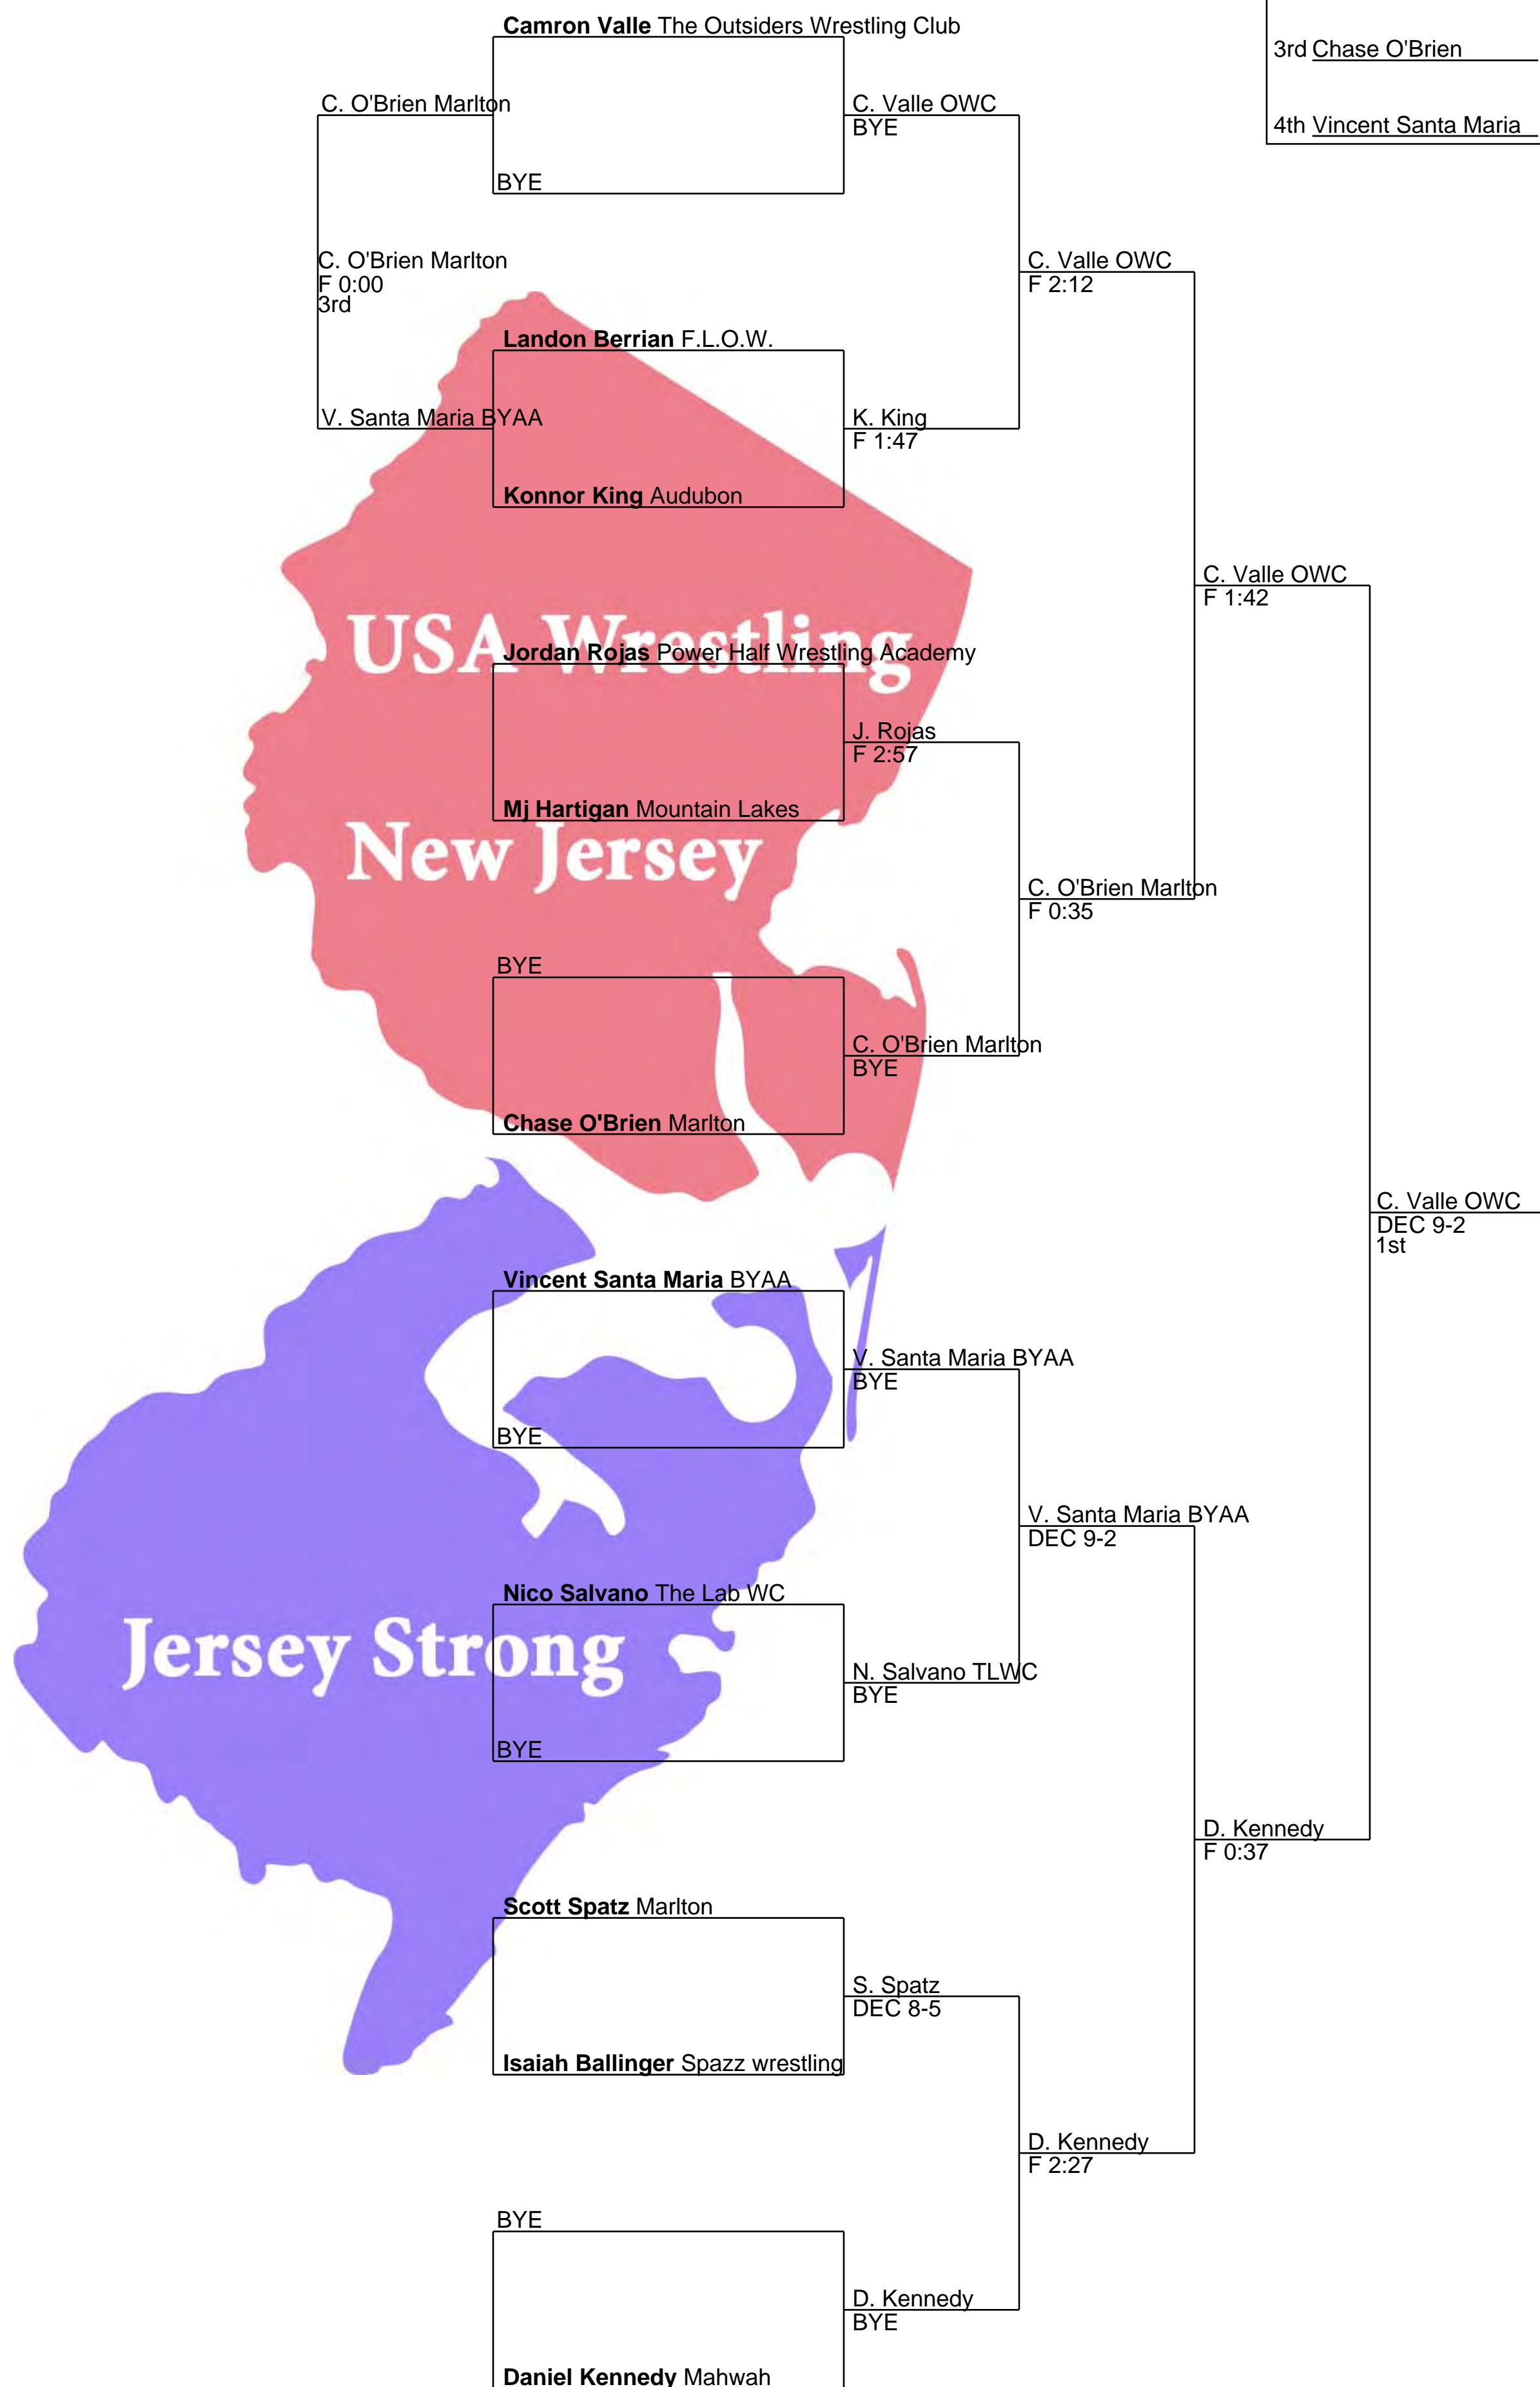 Camron Valle The Outsiders Wrestling Club
3rd Chase O'Brien
C. O'Brien Marlton
C. Valle OWC
BYE
4th Vincent Santa Maria
BYE
C. O'Brien Marlton
F 0:00
3rd
C. Valle OWC
F 2:12
Landon Berrian F.L.O.W.
V. Santa Maria BYAA
K. King
F 1:47
Konnor King Audubon
C. Valle OWC
F 1:42
USA Wrestling
Jordan Rojas Power Half Wrestling Academy
J. Rojas
F 2:57
Mj Hartigan Mountain Lakes
New Jersey
C. O'Brien Marlton
F 0:35
BYE
C. O'Brien Marlton
BYE
Chase O'Brien Marlton
C. Valle OWC
DEC 9-2
1st
Vincent Santa Maria BYAA
V. Santa Maria BYAA
BYE
BYE
V. Santa Maria BYAA
DEC 9-2
Nico Salvano The Lab WC
Jersey Strong
N. Salvano TLWC
BYE
BYE
D. Kennedy
F 0:37
Scott Spatz Marlton
S. Spatz
DEC 8-5
Isaiah Ballinger Spazz wrestling
D. Kennedy
F 2:27
BYE
D. Kennedy
BYE
Daniel Kennedy Mahwah